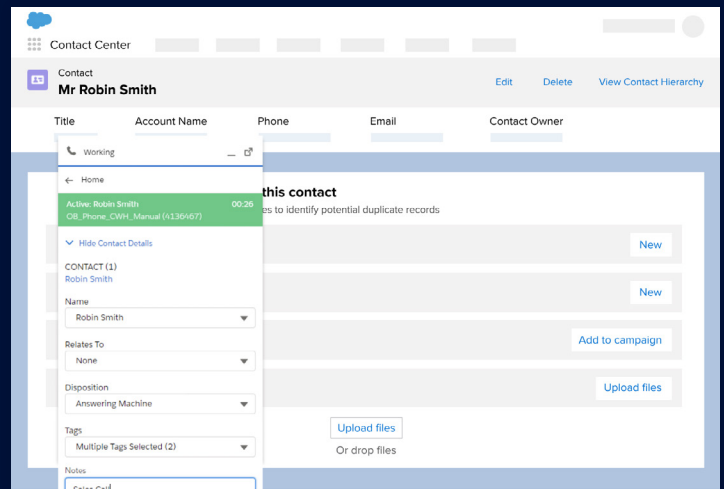 Contact Center
Contact
Mr Robin Smith
Edit Delete View Contact Hierarchy
Title Account Name Phone Email Contact Owner
Working
Home
Active: Robin Smith 00:26
OB_Phone_CWH_Manual (4136467)
Hide Contact Details
CONTACT (1)
Robin Smith
Name
Robin Smith
Relates To
None
Disposition
Answering Machine
Tags
Multiple Tags Selected (2)
Notes
Sales Call
this contact
es to identify potential duplicate records
New
New
Add to campaign
Upload files
Upload files
Or drop files